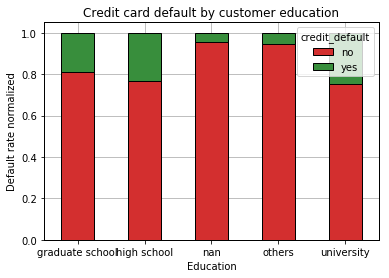 Credit card default by customer education
credit_default
no
yes
Default rate normalized
1.0
0.8
0.6
0.4
0.2
0.0
graduate school high school nan others university
Education